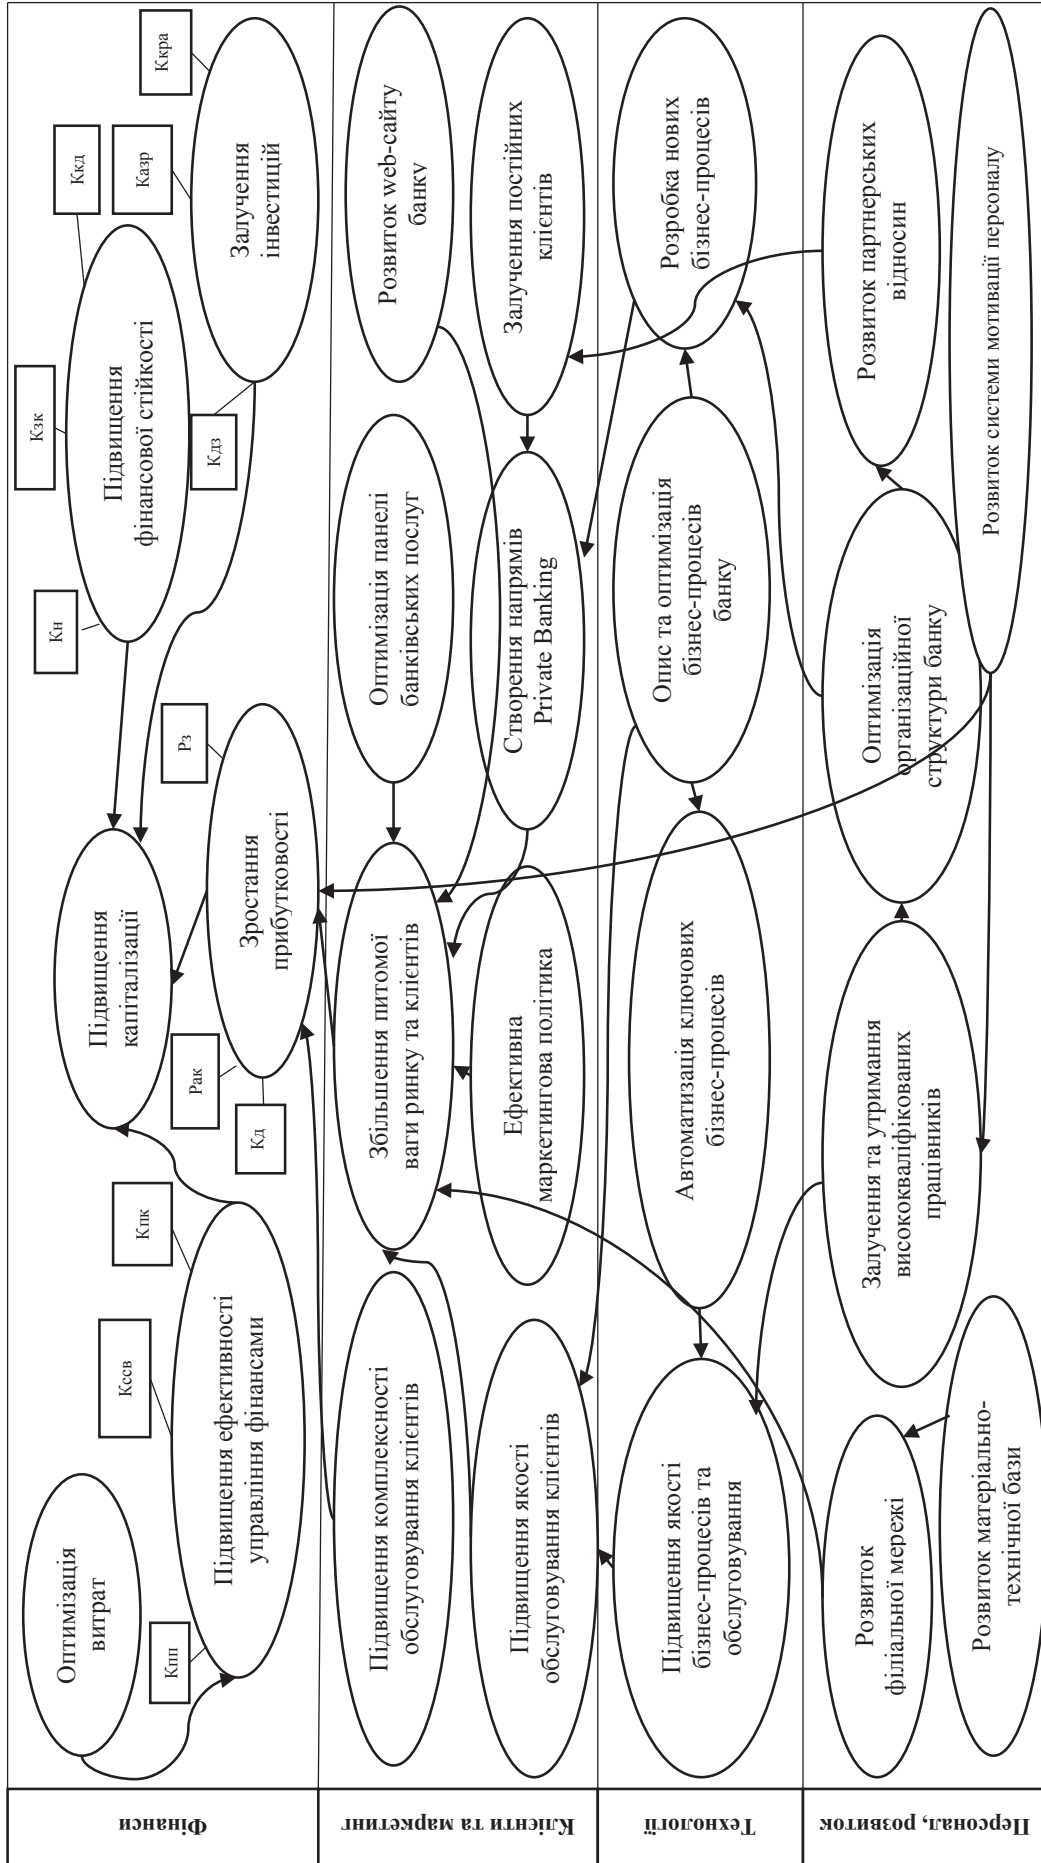 Фінанси
Оптимізація
витрат
Кпп
Підвищення ефективності
управління фінансами
Кссв
Кпк
Підвищення
капіталізації
Кд
Рак
Зростання
прибутковості
Рз
Кн
Підвищення
фінансової стійкості
Кзк
Ккд
Кдз
Казр
Залучення
інвестицій
Ккра
Клієнти та маркетинг
Підвищення комплексності
обслуговування клієнтів
Збільшення питомої
ваги ринку та клієнтів
Оптимізація панелі
банківських послуг
Розвиток web-сайту
банку
Підвищення якості
обслуговування клієнтів
Ефективна
маркетингова політика
Створення напрямів
Private Banking
Залучення постійних
клієнтів
Технології
Підвищення якості
бізнес-процесів та
обслуговування
Автоматизація ключових
бізнес-процесів
Опис та оптимізація
бізнес-процесів
банку
Розробка нових
бізнес-процесів
Персонал, розвиток
Розвиток
філіальної мережі
Залучення та утримання
висококваліфікованих
працівників
Оптимізація
організаційної
структури банку
Розвиток партнерських
відносин
Розвиток матеріально-
технічної бази
Розвиток системи мотивації персоналу